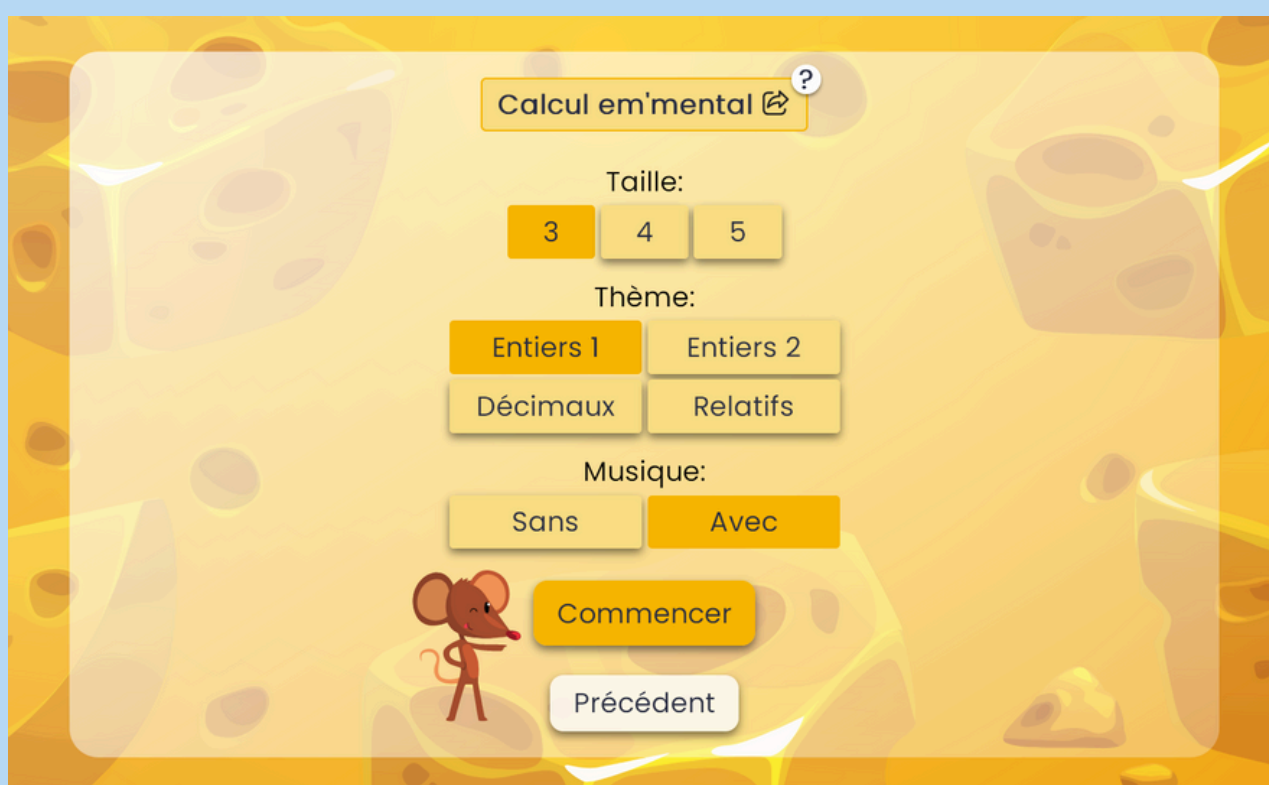 ?
Calcul em'mental
Taille:
3 4 5
Thème:
Entiers 1 Entiers 2
Décimaux Relatifs
Musique:
Sans Avec
Commencer
Précédent